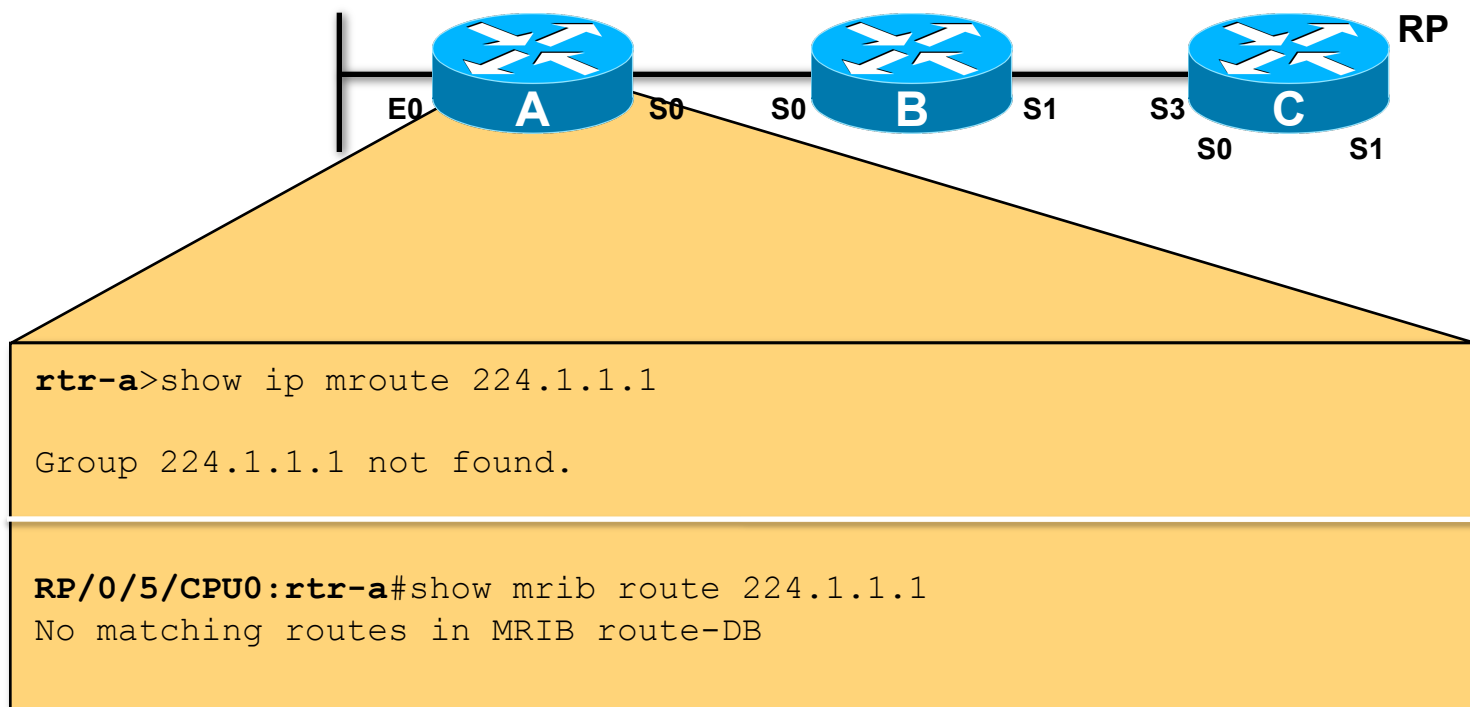 RP
A
B
C
E0
S0
S0
S1
S3
S0
S1
rtr-a>show ip mroute 224.1.1.1
Group 224.1.1.1 not found.
RP/0/5/CPU0:rtr-a#show mrib route 224.1.1.1
No matching routes in MRIB route-DB